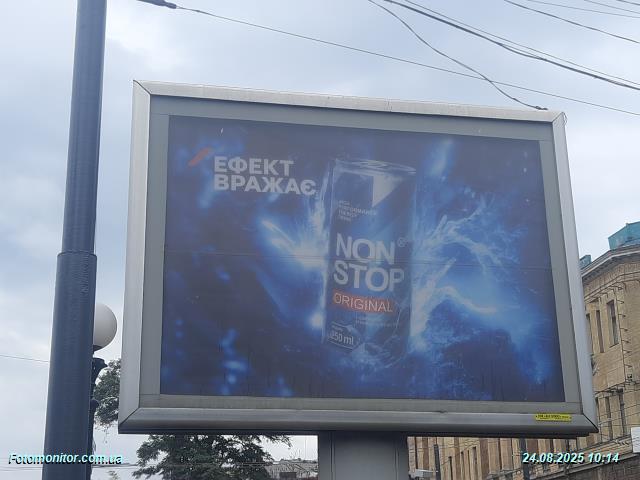 ЕФЕКТ
ВРАЖАЄ
NON
STOP
ORIGINAL
250 ml
Fotomonitor.com.ua
24.08.2025 10:14